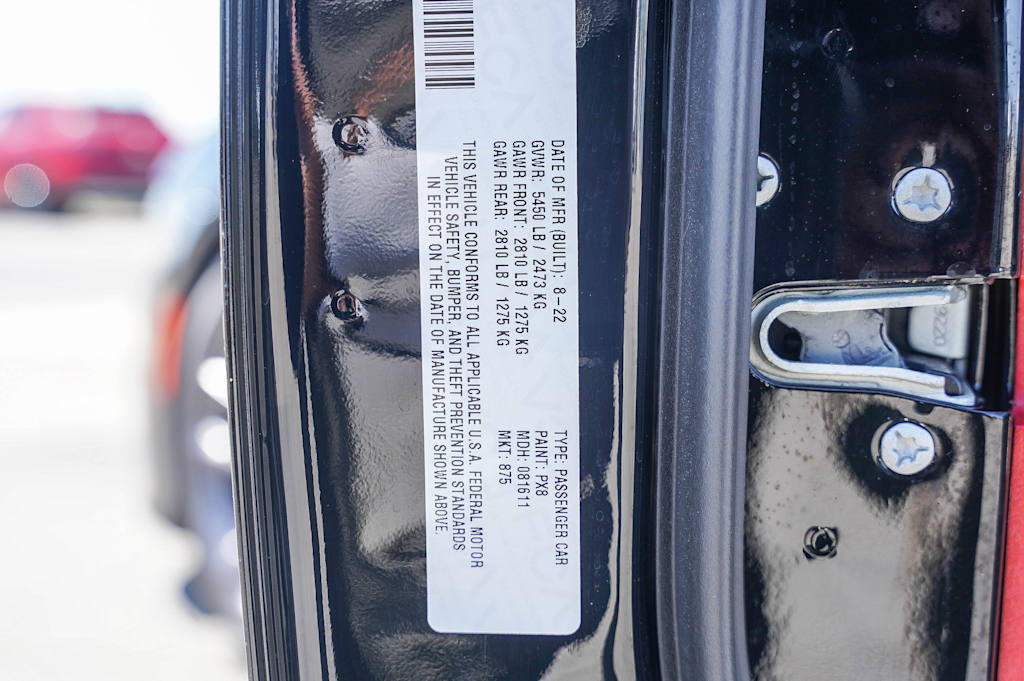 DATE OF MFR (BUILT): 8-22
GVWR: 5450 LB / 2473 KG
GAWR FRONT: 2810 LB / 1275 KG
GAWR REAR: 2810 LB / 1275 KG
TYPE: PASSENGER CAR
PAINT: PX8
MDH: 081611
MKT: 875
THIS VEHICLE CONFORMS TO ALL APPLICABLE U.S.A. FEDERAL MOTOR
VEHICLE SAFETY, BUMPER, AND THEFT PREVENTION STANDARDS
IN EFFECT ON THE DATE OF MANUFACTURE SHOWN ABOVE.